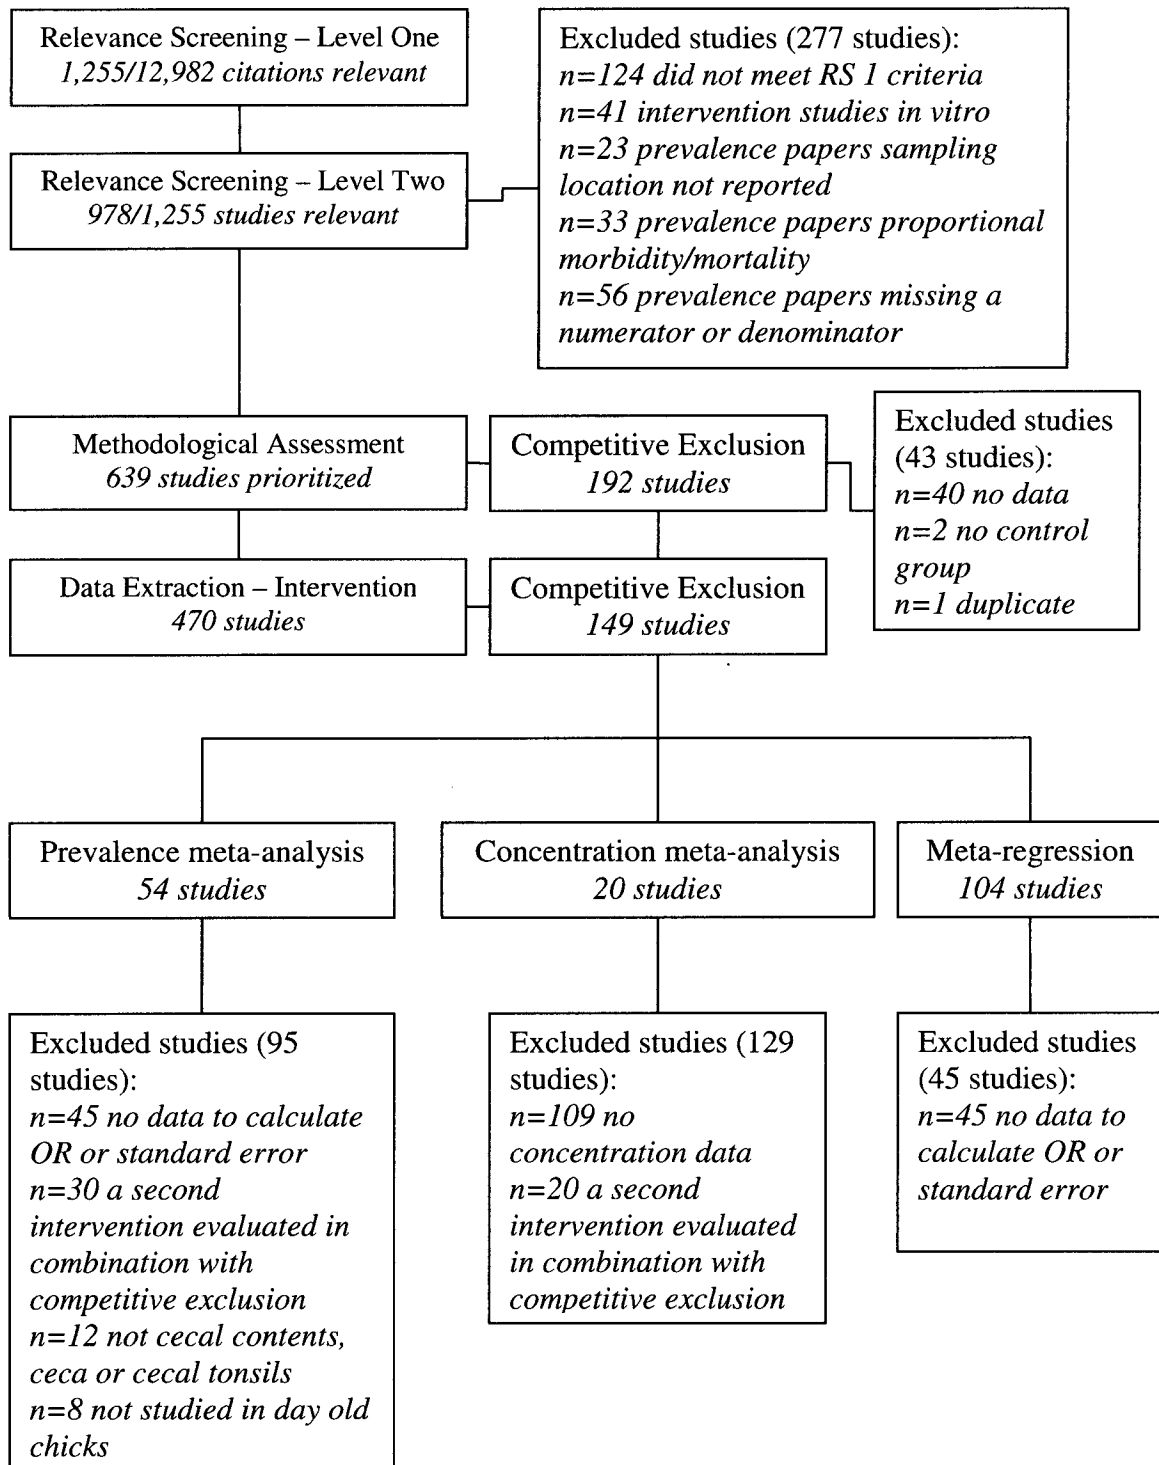 Relevance Screening – Level One
1,255/12,982 citations relevant
Excluded studies (277 studies):
n=124 did not meet RS 1 criteria
n=41 intervention studies in vitro
n=23 prevalence papers sampling
location not reported
n=33 prevalence papers proportional
morbidity/mortality
n=56 prevalence papers missing a
numerator or denominator
Relevance Screening – Level Two
978/1,255 studies relevant
Methodological Assessment
639 studies prioritized
Competitive Exclusion
192 studies
Excluded studies
(43 studies):
n=40 no data
n=2 no control
group
n=1 duplicate
Data Extraction – Intervention
470 studies
Competitive Exclusion
149 studies
Prevalence meta-analysis
54 studies
Concentration meta-analysis
20 studies
Meta-regression
104 studies
Excluded studies (95
studies):
n=45 no data to calculate
OR or standard error
n=30 a second
intervention evaluated in
combination with
competitive exclusion
n=12 not cecal contents,
ceca or cecal tonsils
n=8 not studied in day old
chicks
Excluded studies (129
studies):
n=109 no
concentration data
n=20 a second
intervention evaluated
in combination with
competitive exclusion
Excluded studies
(45 studies):
n=45 no data to
calculate OR or
standard error